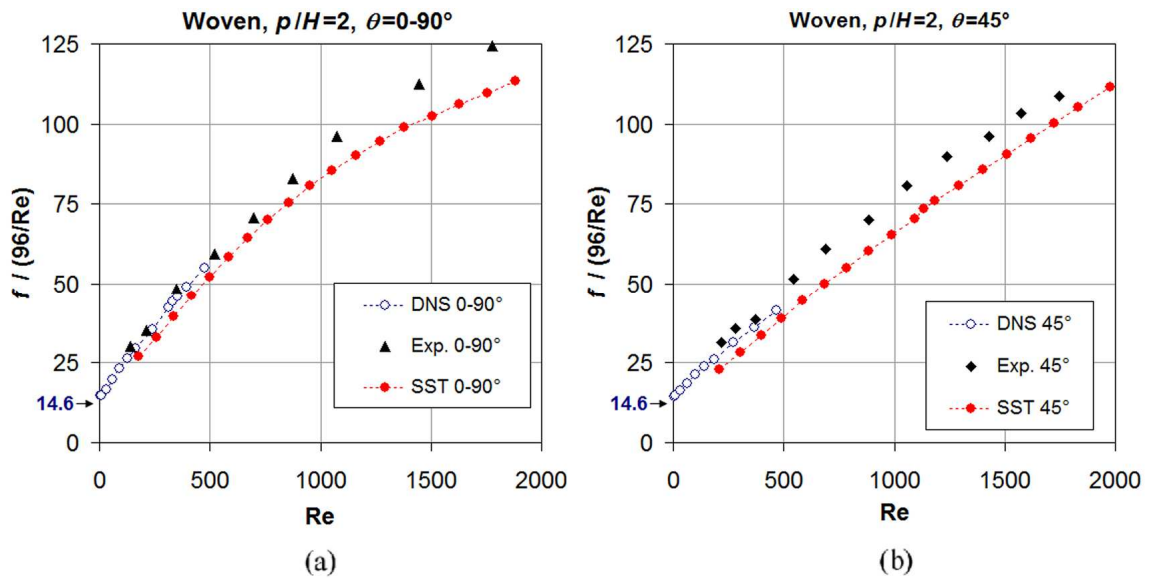 Woven, p/H=2, θ=0-90°
125
100
75
50
25
0
14.6
f / (96/Re)
DNS 0-90°
Exp. 0-90°
SST 0-90°
0 500 1000 1500 2000
Re
(a)
Woven, p/H=2, θ=45°
125
100
75
50
25
0
14.6
f / (96/Re)
DNS 45°
Exp. 45°
SST 45°
0 500 1000 1500 2000
Re
(b)